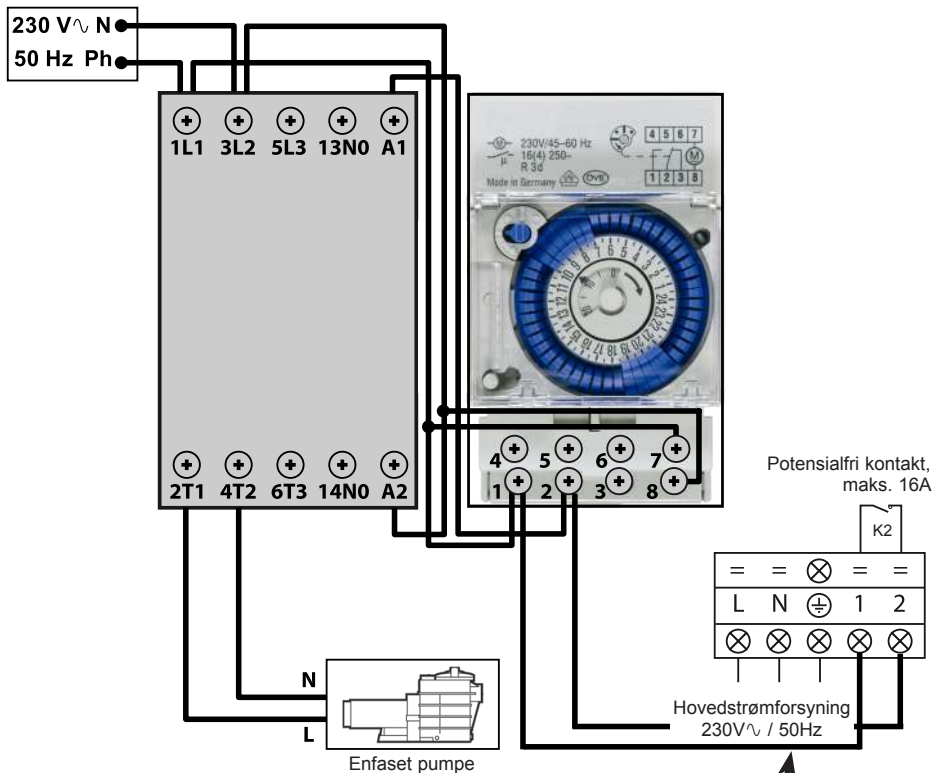 230 V∿ N
50 Hz Ph
1L1 3L2 5L3 13N0 A1
2T1 4T2 6T3 14N0 A2
230V/45–60 Hz
16(4) 250~
μ
R 3d
Made in Germany
4 5 6 7
M
1 2 3 8
4 5 6 7
1 2 3 8
Potensialfri kontakt,
maks. 16A
K2
= = = =
L N 1 2
Hovedstrømforsyning
230V∿ / 50Hz
N
L
Enfaset pumpe